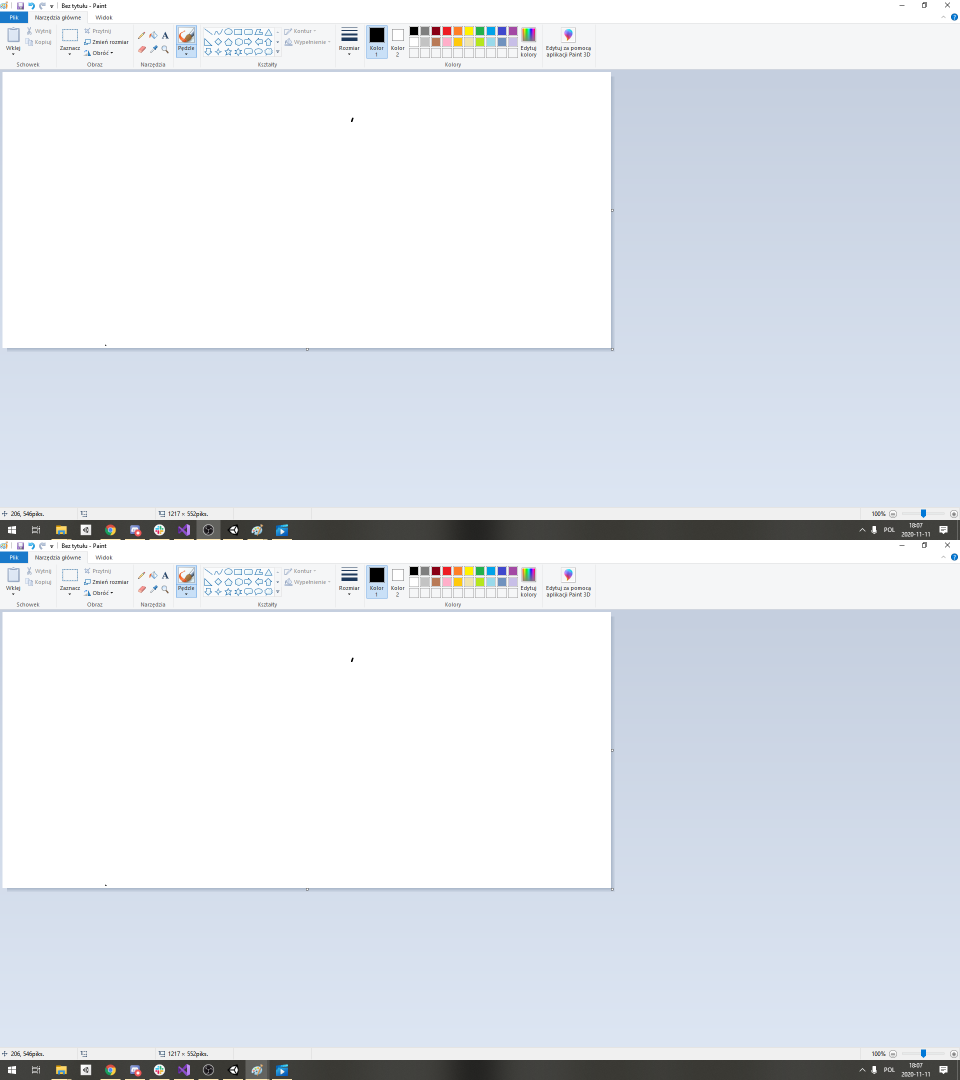 Bez tytułu - Paint
Plik Narzędzia główne Widok
Wklej Wytnij Kopiuj Zaznacz Przytnij Zmień rozmiar Obróć A Pędzle Kontur Wypełnienie Rozmiar Kolor 1 Kolor 2 Edytuj kolory Edytuj za pomocą aplikacji Paint 3D
Schowek Obraz Narzędzia Kształty Kolory
206, 546piks. 1217 × 552piks. 100%
POL 18:07
2020-11-11
Bez tytułu - Paint
Plik Narzędzia główne Widok
Wklej Wytnij Kopiuj Zaznacz Przytnij Zmień rozmiar Obróć A Pędzle Kontur Wypełnienie Rozmiar Kolor 1 Kolor 2 Edytuj kolory Edytuj za pomocą aplikacji Paint 3D
Schowek Obraz Narzędzia Kształty Kolory
206, 546piks. 1217 × 552piks. 100%
POL 18:07
2020-11-11